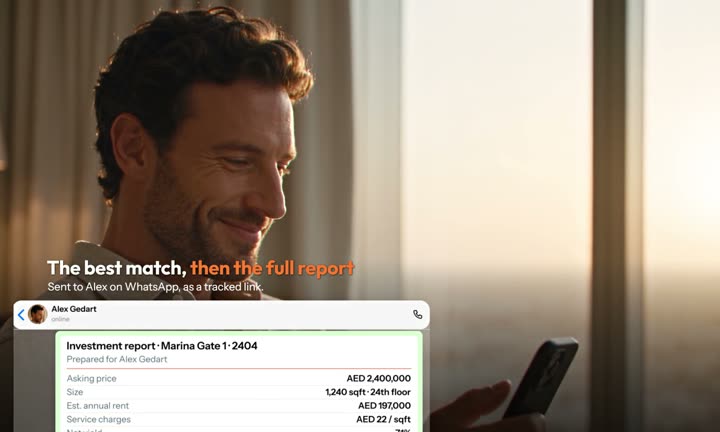 The best match, then the full report
Sent to Alex on WhatsApp, as a tracked link.
Alex Gedart
online
Investment report · Marina Gate 1 · 2404
Prepared for Alex Gedart
Asking price AED 2,400,000
Size 1,240 sqft · 24th floor
Est. annual rent AED 197,000
Service charges AED 22 / sqft